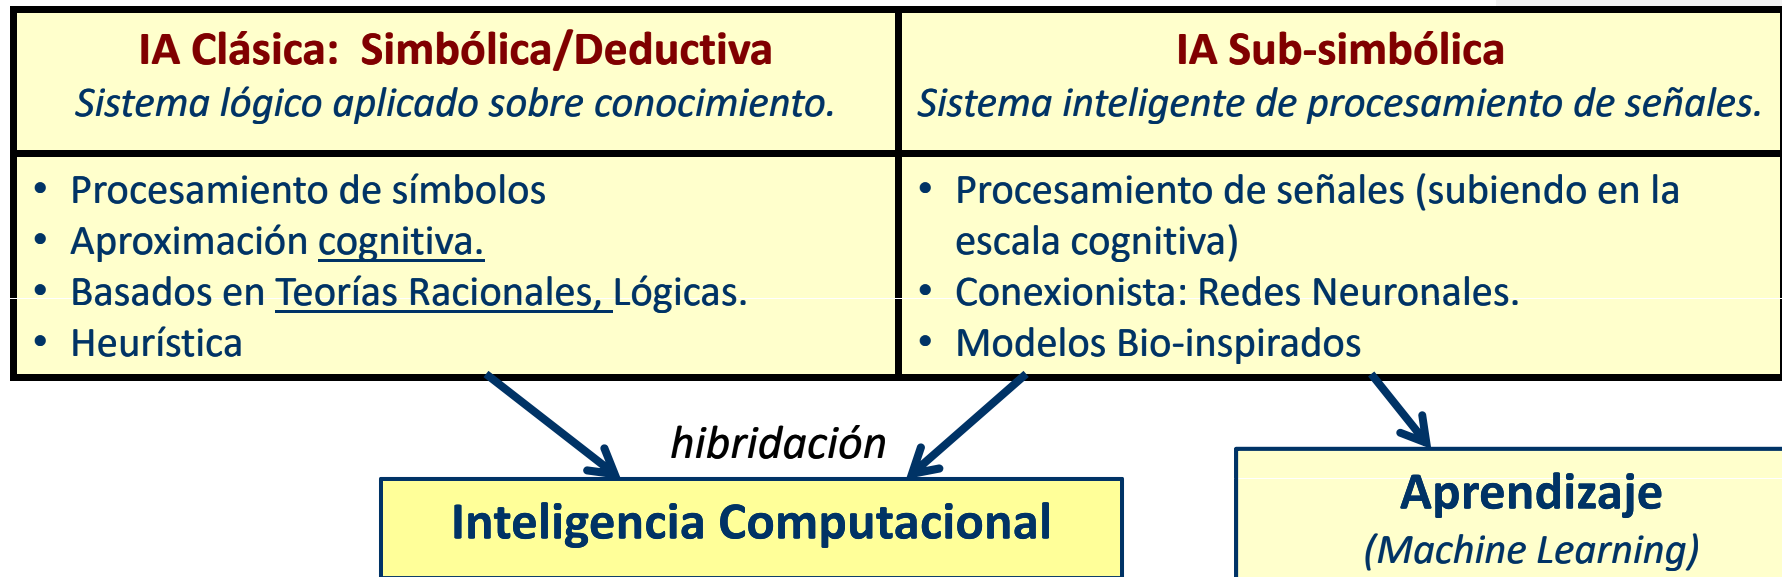 IA Clásica: Simbólica/Deductiva
Sistema lógico aplicado sobre conocimiento.
IA Sub-simbólica
Sistema inteligente de procesamiento de señales.
• Procesamiento de símbolos
• Aproximación cognitiva.
• Basados en Teorías Racionales, Lógicas.
• Heurística
• Procesamiento de señales (subiendo en la
escala cognitiva)
• Conexionista: Redes Neuronales.
• Modelos Bio-inspirados
hibridación
Inteligencia Computacional
Aprendizaje
(Machine Learning)